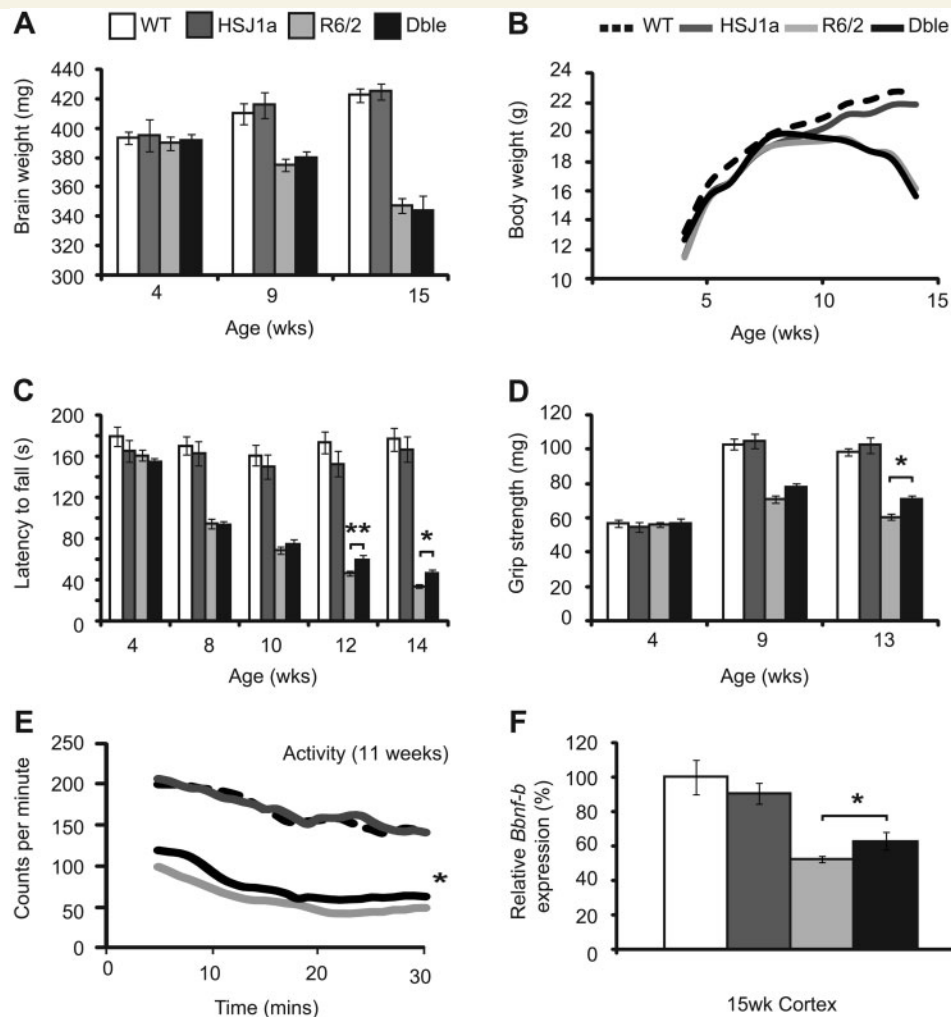 A
WT HSJ1a R6/2 Dble
Brain weight (mg)
440
420
400
380
360
340
320
300
4 9 15
Age (wks)
B
WT HSJ1a R6/2 Dble
Body weight (g)
24
22
20
18
16
14
12
10
5 10 15
Age (wks)
C
Latency to fall (s)
200
160
120
80
40
0
** *
4 8 10 12 14
Age (wks)
D
Grip strength (mg)
120
100
80
60
40
20
0
*
4 9 13
Age (wks)
E
Activity (11 weeks)
Counts per minute
250
200
150
100
50
0
*
0 10 20 30
Time (mins)
F
Relative Bbnf-b
expression (%)
120
100
80
60
40
20
0
*
15wk Cortex